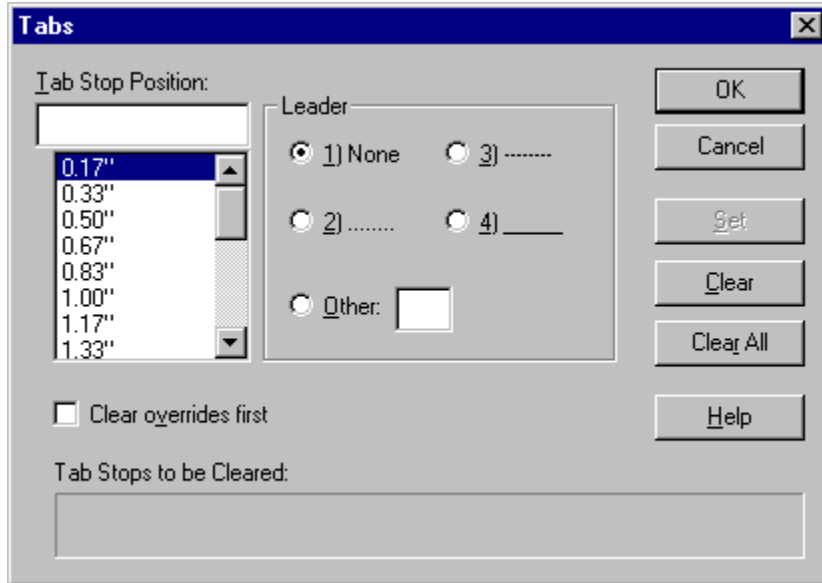 Tabs
Tab Stop Position:
0.17"
0.33"
0.50"
0.67"
0.83"
1.00"
1.17"
1.33"
Leader
1) None
3) --------
2) ........
4) _____
Other:
OK
Cancel
Set
Clear
Clear All
Help
Clear overrides first
Tab Stops to be Cleared: